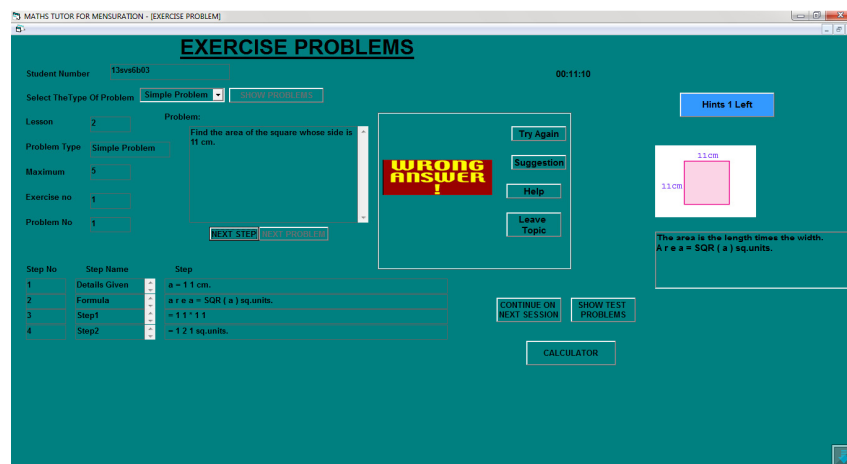 MATHS TUTOR FOR MENSURATION - [EXERCISE PROBLEM]
EXERCISE PROBLEMS
Student Number 13svs6b03
00:11:10
Select TheType Of Problem Simple Problem
Hints 1 Left
Lesson 2
Problem:
Find the area of the square whose side is
11 cm.
Problem Type Simple Problem
Maximum 5
Exercise no 1
Problem No 1
NEXT STEP NEXT PROBLEM
WRONG
ANSWER
!
Try Again
Suggestion
Help
Leave
Topic
11cm
11cm
The area is the length times the width.
A r e a = SQR ( a ) sq.units.
Step No Step Name Step
1 Details Given a = 1 1 cm.
2 Formula a r e a = SQR ( a ) sq.units.
3 Step1 = 1 1 * 1 1
4 Step2 = 1 2 1 sq.units.
CONTINUE ON
NEXT SESSION
SHOW TEST
PROBLEMS
CALCULATOR